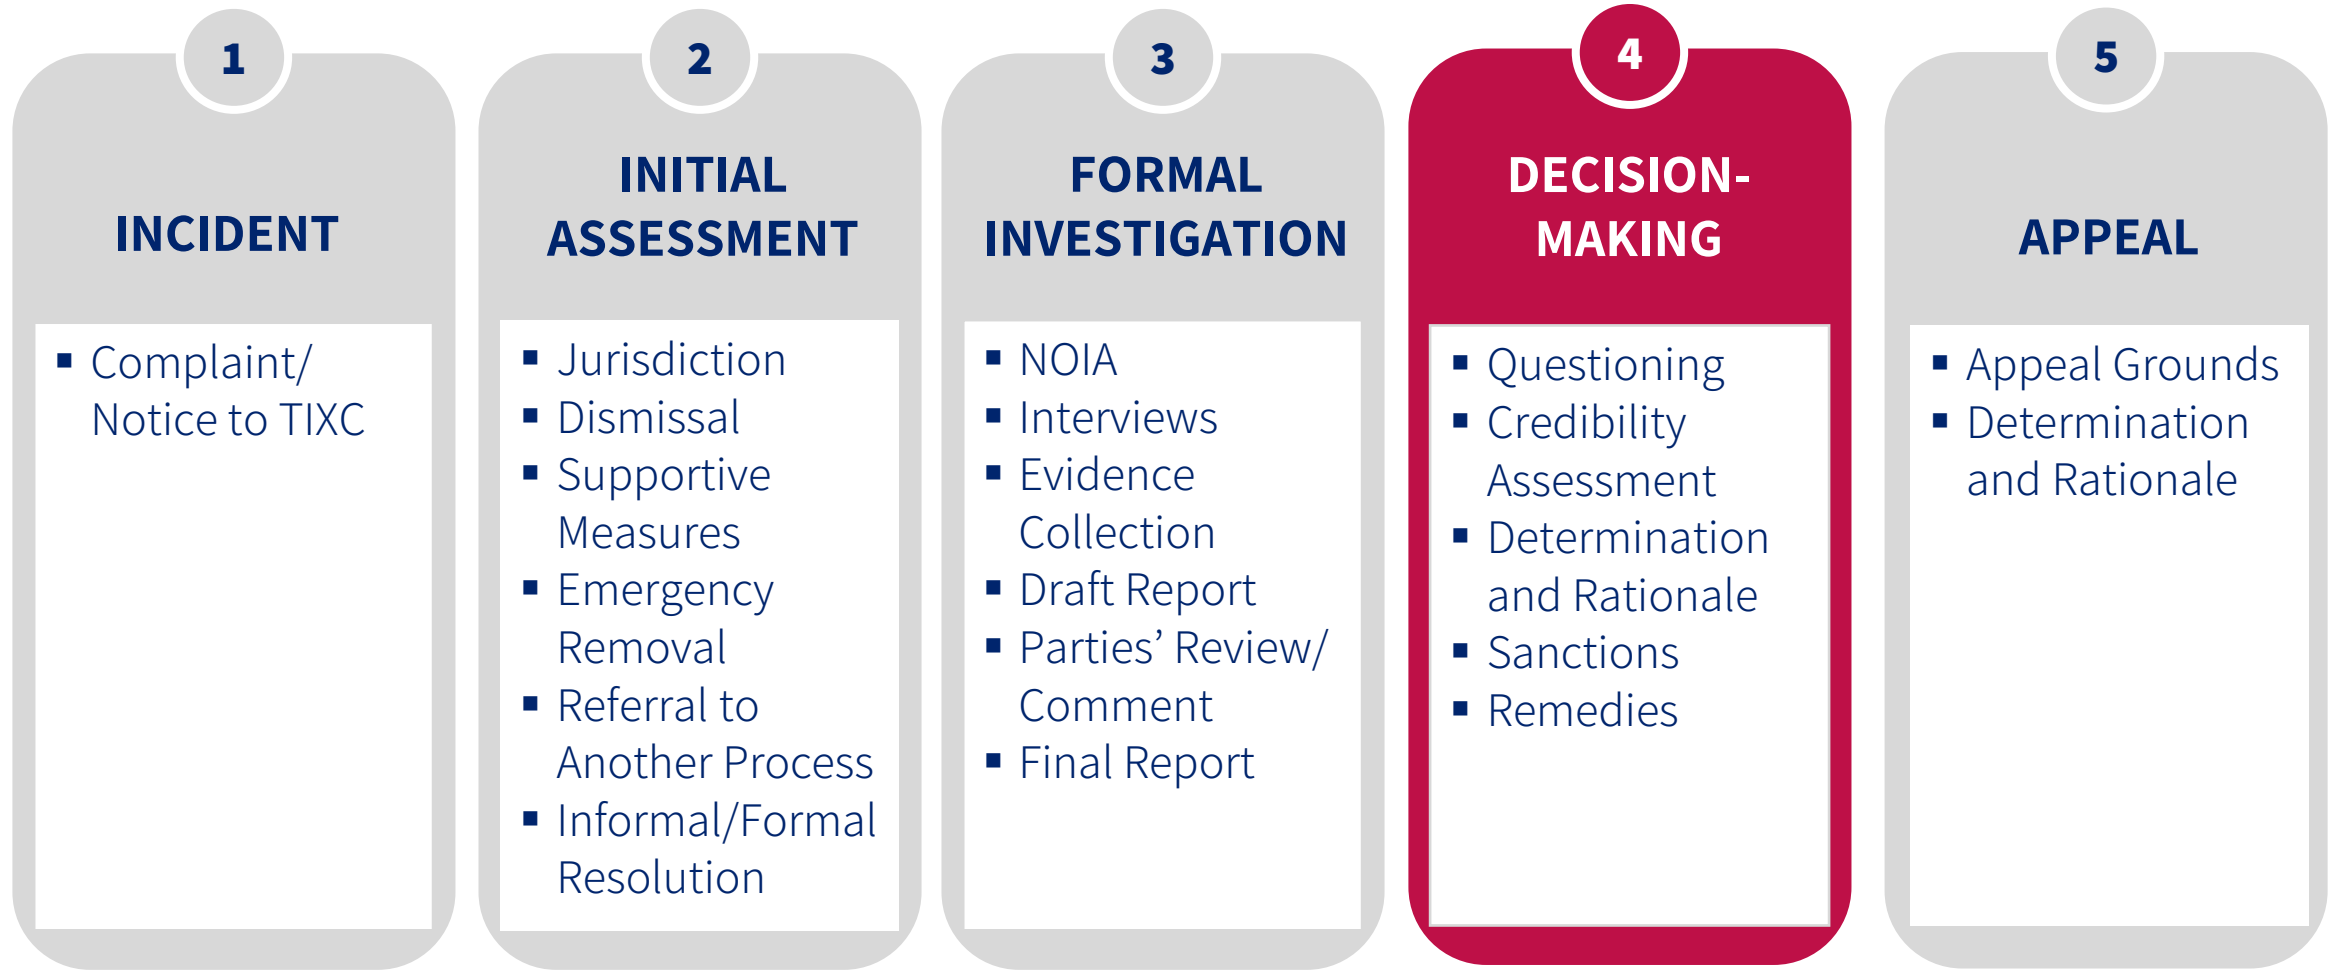 1
INCIDENT
▪ Complaint/
Notice to TIXC
2
INITIAL
ASSESSMENT
▪ Jurisdiction
▪ Dismissal
▪ Supportive
Measures
▪ Emergency
Removal
▪ Referral to
Another Process
▪ Informal/Formal
Resolution
3
FORMAL
INVESTIGATION
▪ NOIA
▪ Interviews
▪ Evidence
Collection
▪ Draft Report
▪ Parties’ Review/
Comment
▪ Final Report
4
DECISION-
MAKING
▪ Questioning
▪ Credibility
Assessment
▪ Determination
and Rationale
▪ Sanctions
▪ Remedies
5
APPEAL
▪ Appeal Grounds
▪ Determination
and Rationale